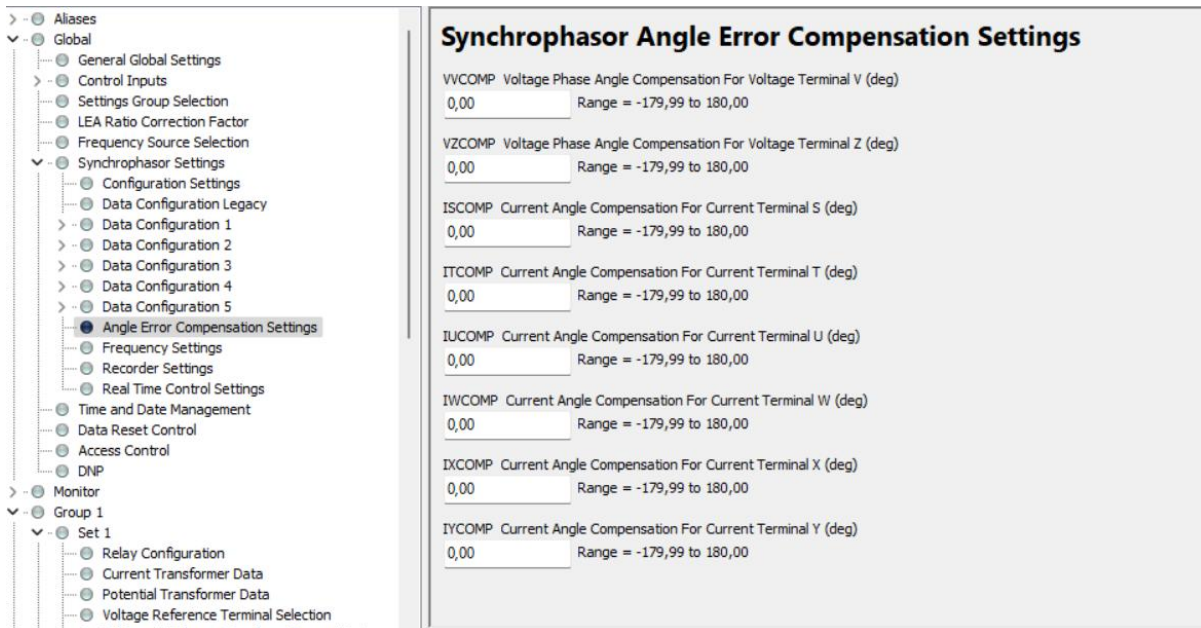 Aliases
Global
General Global Settings
Control Inputs
Settings Group Selection
LEA Ratio Correction Factor
Frequency Source Selection
Synchrophasor Settings
Configuration Settings
Data Configuration Legacy
Data Configuration 1
Data Configuration 2
Data Configuration 3
Data Configuration 4
Data Configuration 5
Angle Error Compensation Settings
Frequency Settings
Recorder Settings
Real Time Control Settings
Time and Date Management
Data Reset Control
Access Control
DNP
Monitor
Group 1
Set 1
Relay Configuration
Current Transformer Data
Potential Transformer Data
Voltage Reference Terminal Selection
Synchrophasor Angle Error Compensation Settings
VVCOMP Voltage Phase Angle Compensation For Voltage Terminal V (deg)
0,00 Range = -179,99 to 180,00
VZCOMP Voltage Phase Angle Compensation For Voltage Terminal Z (deg)
0,00 Range = -179,99 to 180,00
ISCOMP Current Angle Compensation For Current Terminal S (deg)
0,00 Range = -179,99 to 180,00
ITCOMP Current Angle Compensation For Current Terminal T (deg)
0,00 Range = -179,99 to 180,00
IUCOMP Current Angle Compensation For Current Terminal U (deg)
0,00 Range = -179,99 to 180,00
IWCOMP Current Angle Compensation For Current Terminal W (deg)
0,00 Range = -179,99 to 180,00
IXCOMP Current Angle Compensation For Current Terminal X (deg)
0,00 Range = -179,99 to 180,00
IYCOMP Current Angle Compensation For Current Terminal Y (deg)
0,00 Range = -179,99 to 180,00